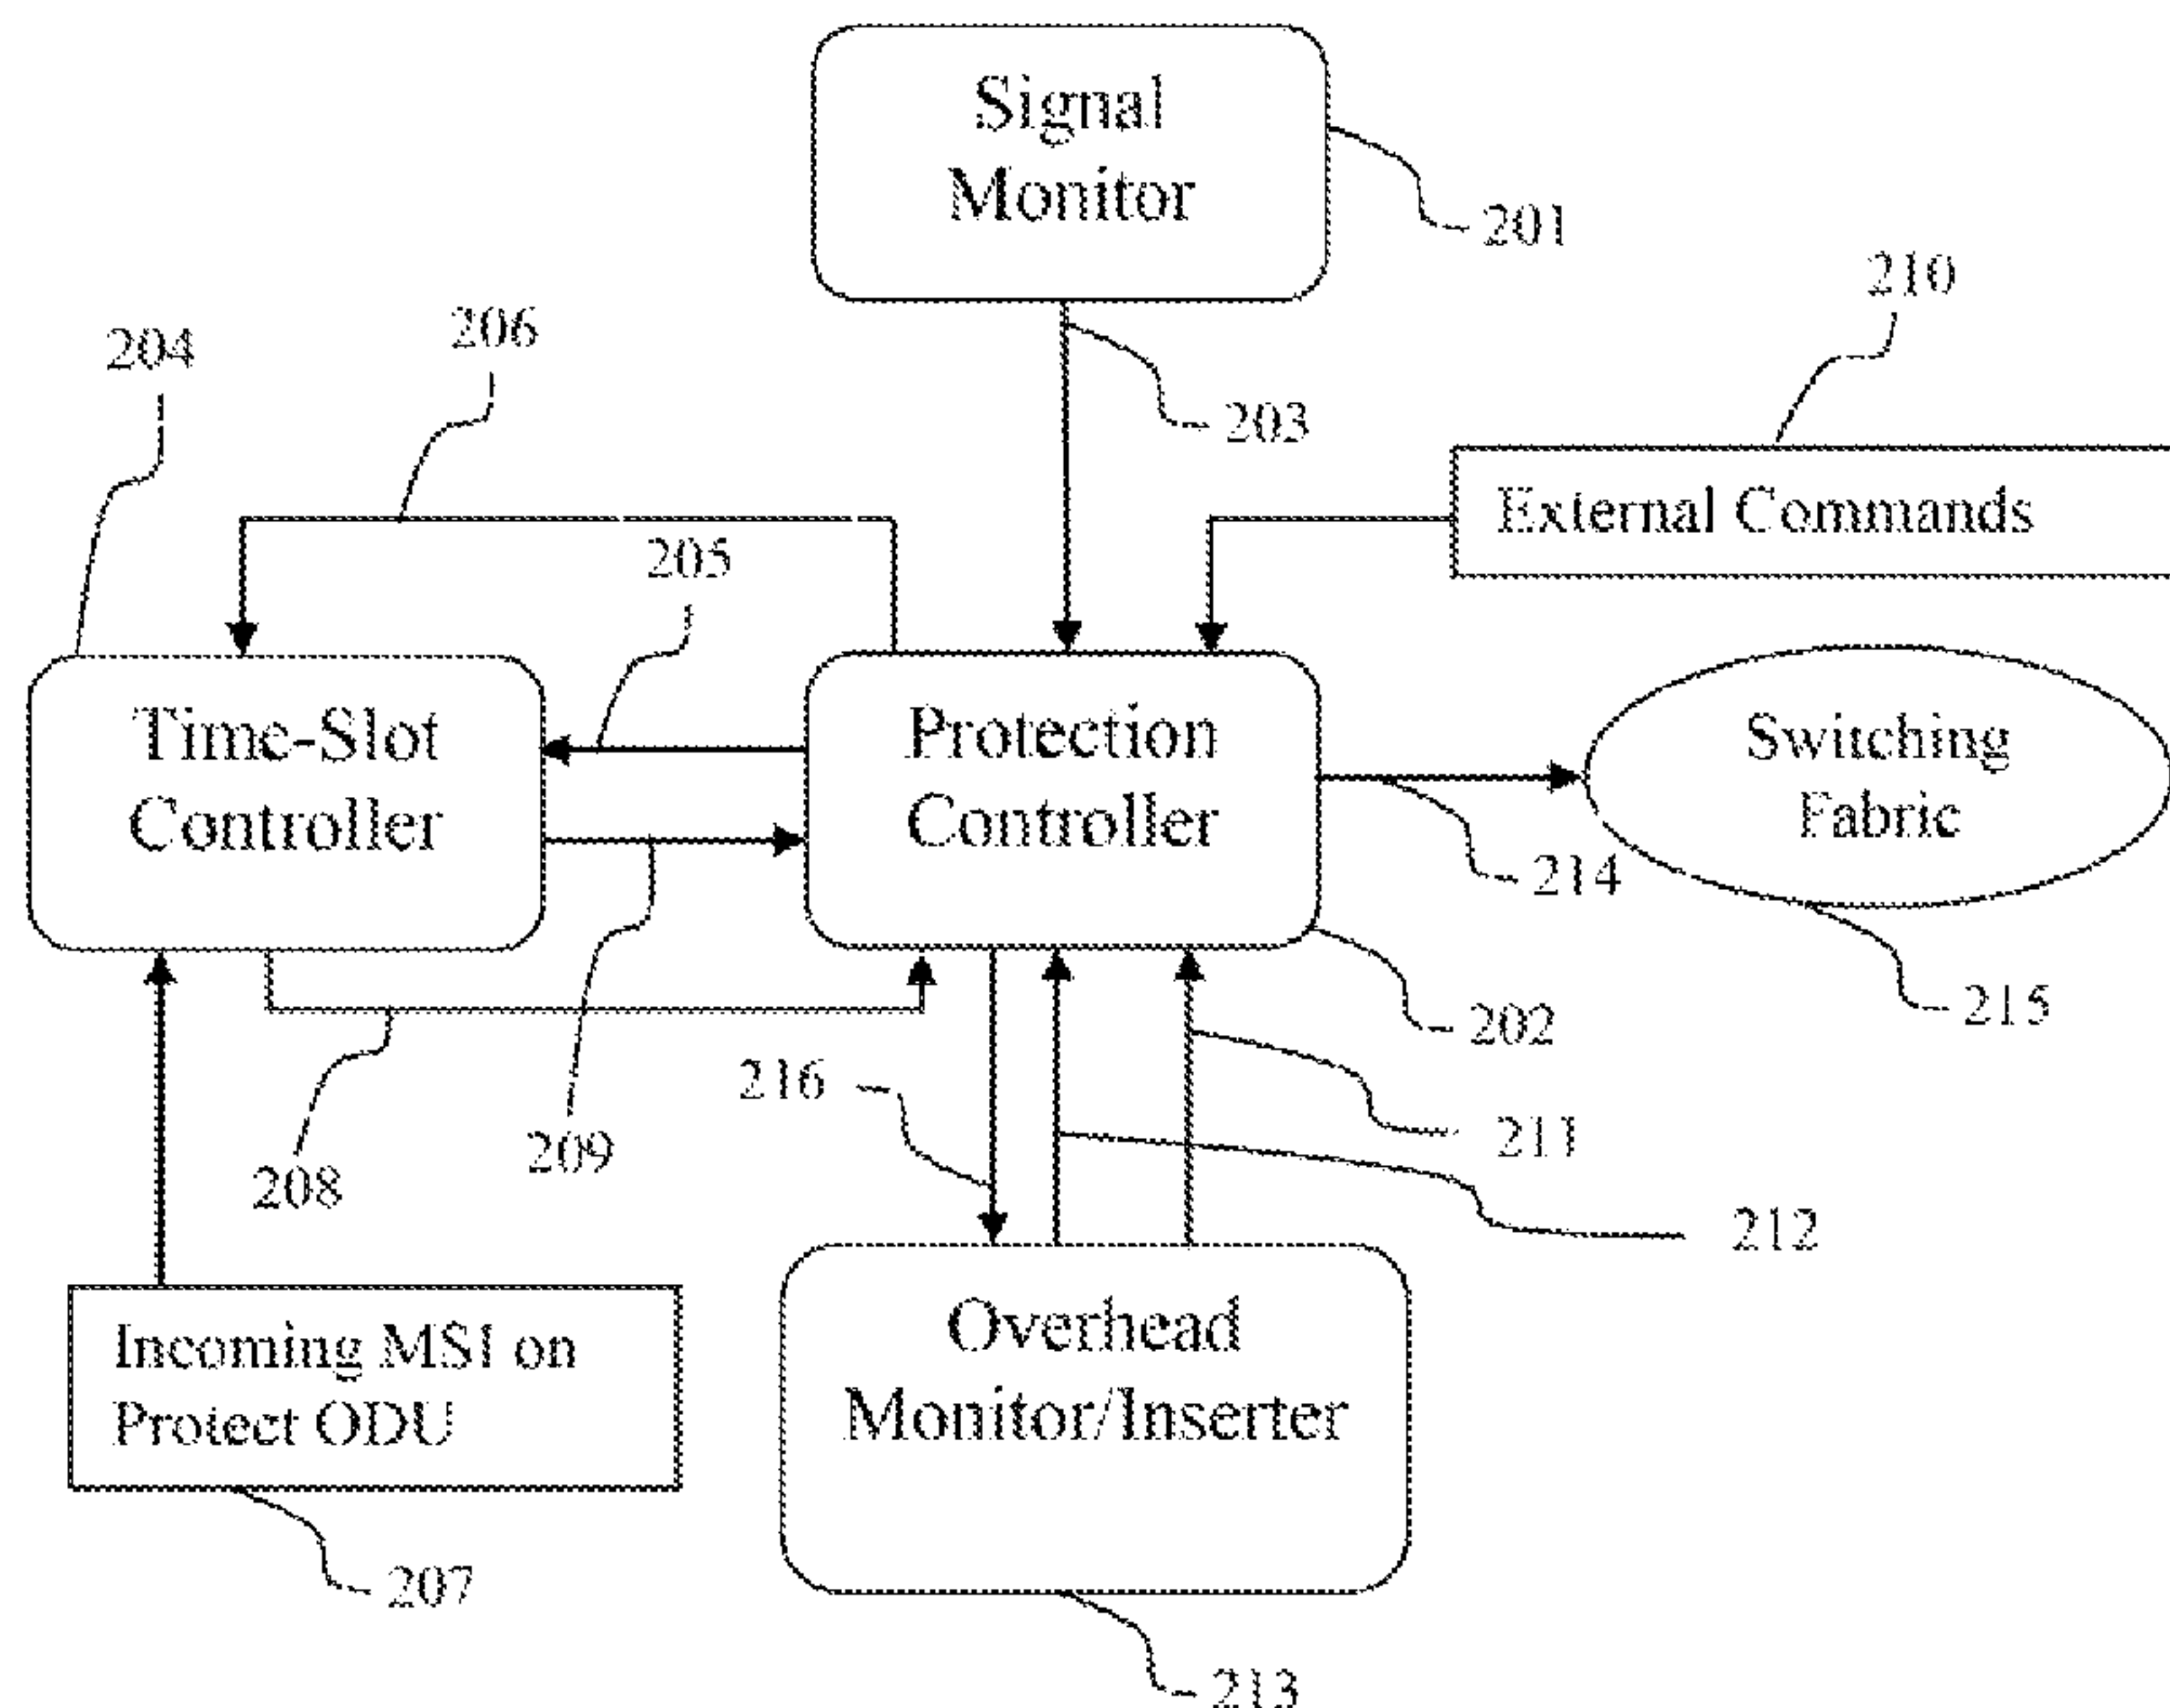 Signal
Monitor
201
210
206
204
203
External Commands
205
Time-Slot
Controller
Protection
Controller
Switching
Fabric
214
215
202
216
211
209
208
212
Incoming MSI on
Protect ODU
Overhead
Monitor/Inserter
207
213